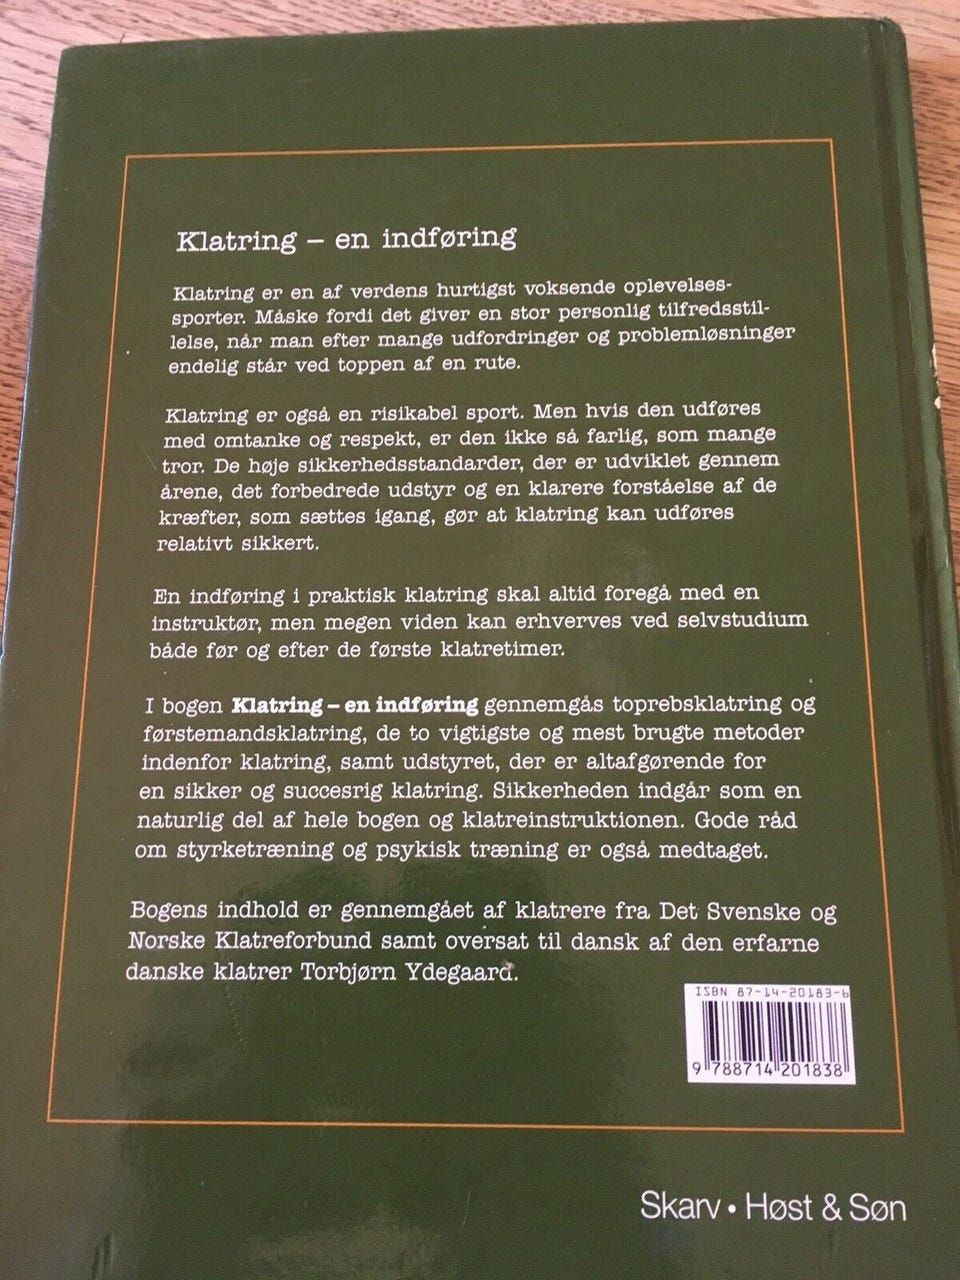 Klatring – en indføring
Klatring er en af verdens hurtigst voksende oplevelses-
sporter. Måske fordi det giver en stor personlig tilfredsstil-
lelse, når man efter mange udfordringer og problemløsninger
endelig står ved toppen af en rute.
Klatring er også en risikabel sport. Men hvis den udføres
med omtanke og respekt, er den ikke så farlig, som mange
tror. De høje sikkerhedsstandarder, der er udviklet gennem
årene, det forbedrede udstyr og en klarere forståelse af de
kræfter, som sættes igang, gør at klatring kan udføres
relativt sikkert.
En indføring i praktisk klatring skal altid foregå med en
instruktør, men megen viden kan erhverves ved selvstudium
både før og efter de første klatretimer.
I bogen Klatring – en indføring gennemgås toprebsklatring og
førstemandsklatring, de to vigtigste og mest brugte metoder
indenfor klatring, samt udstyret, der er altafgørende for
en sikker og succesrig klatring. Sikkerheden indgår som en
naturlig del af hele bogen og klatreinstruktionen. Gode råd
om styrketræning og psykisk træning er også medtaget.
Bogens indhold er gennemgået af klatrere fra Det Svenske og
Norske Klatreforbund samt oversat til dansk af den erfarne
danske klatrer Torbjørn Ydegaard.
ISBN 87-14-20183-6
9 788714 201838
Skarv • Høst & Søn